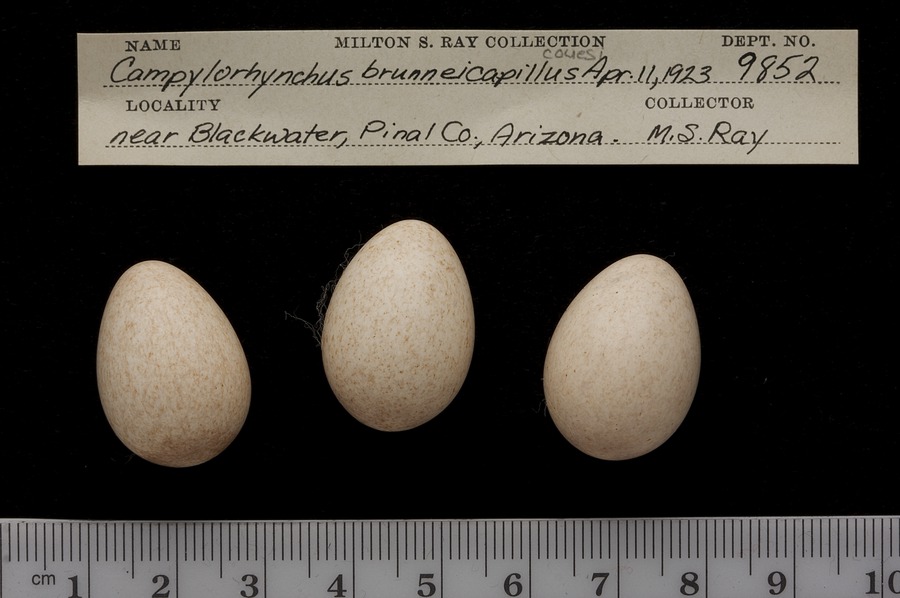 NAME MILTON S. RAY COLLECTION DEPT. NO.
couesi
Campylorhynchus brunneicapillus Apr. 11, 1923 9852
LOCALITY COLLECTOR
near Blackwater, Pinal Co., Arizona. M.S. Ray
cm 1 2 3 4 5 6 7 8 9 10